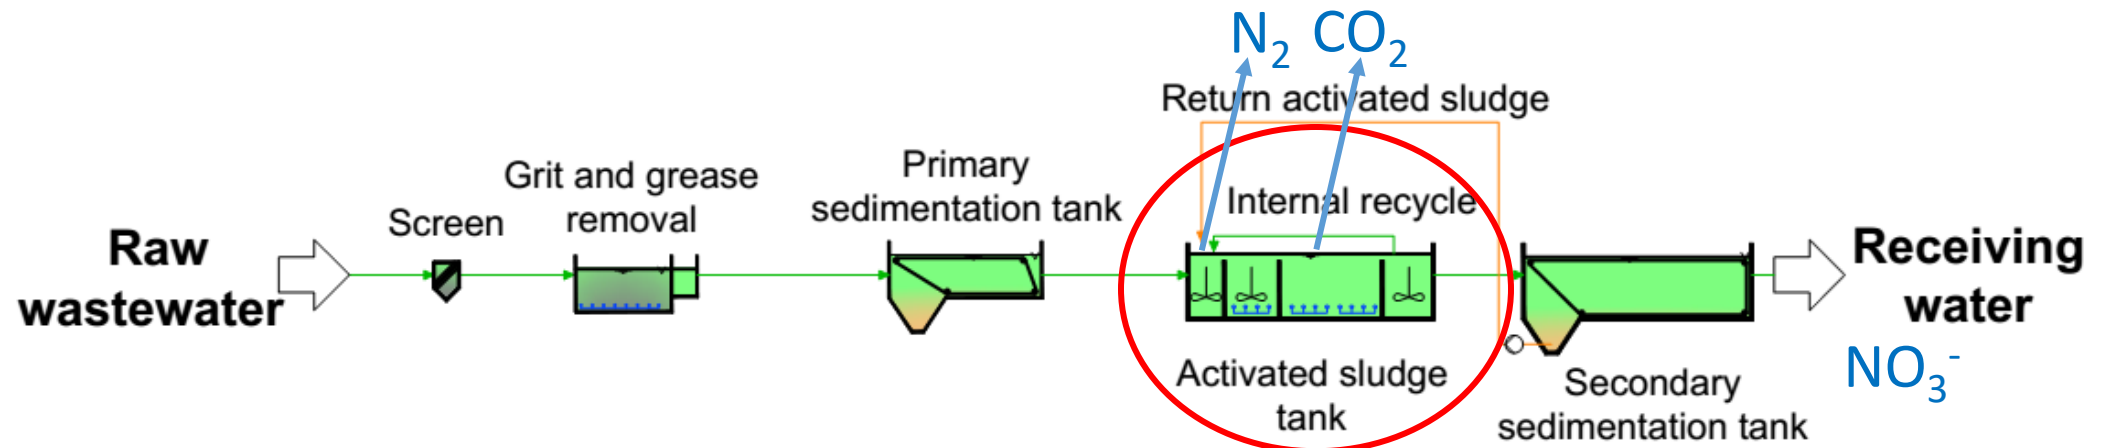 N₂ CO₂
Return activated sludge
Primary
sedimentation tank
Grit and grease
removal
Screen
Internal recycle
Raw
wastewater
Receiving
water
NO₃⁻
Activated sludge
tank
Secondary
sedimentation tank